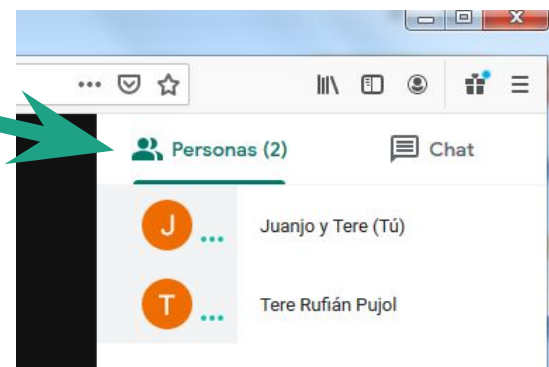 Personas (2)
Chat
J
Juanjo y Tere (Tú)
T
Tere Rufián Pujol